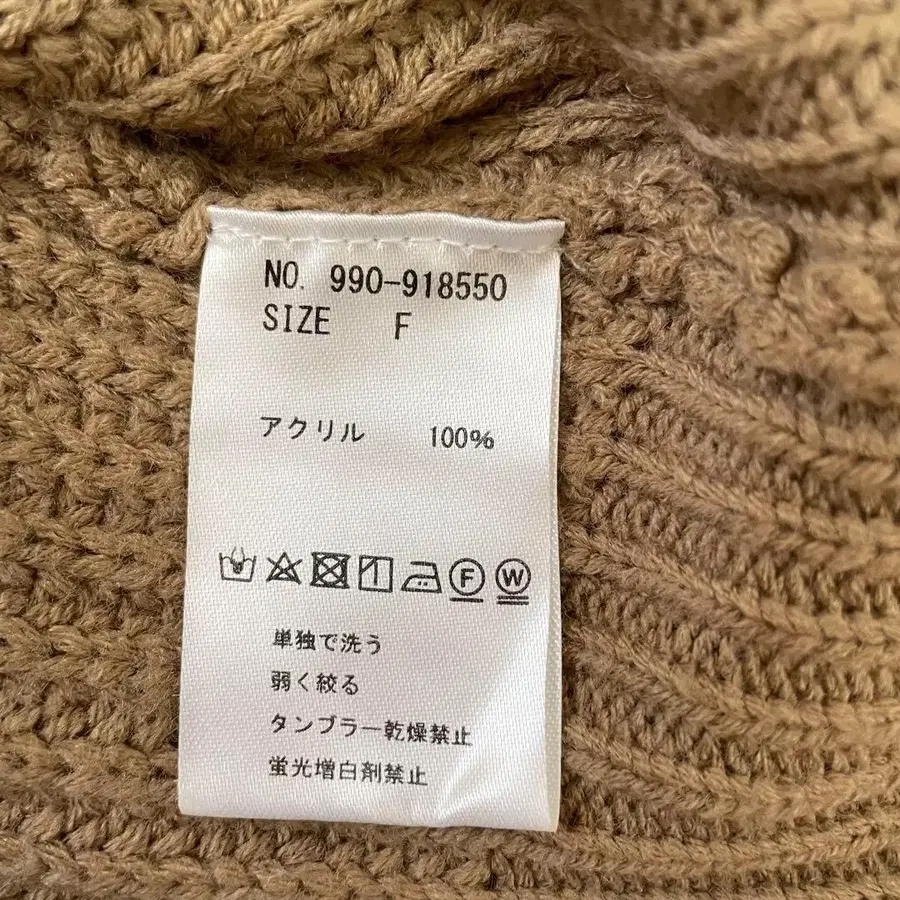 NO. 990-918550
SIZE F
アクリル 100%
F W
単独で洗う
弱く絞る
タンブラー乾燥禁止
蛍光増白剤禁止